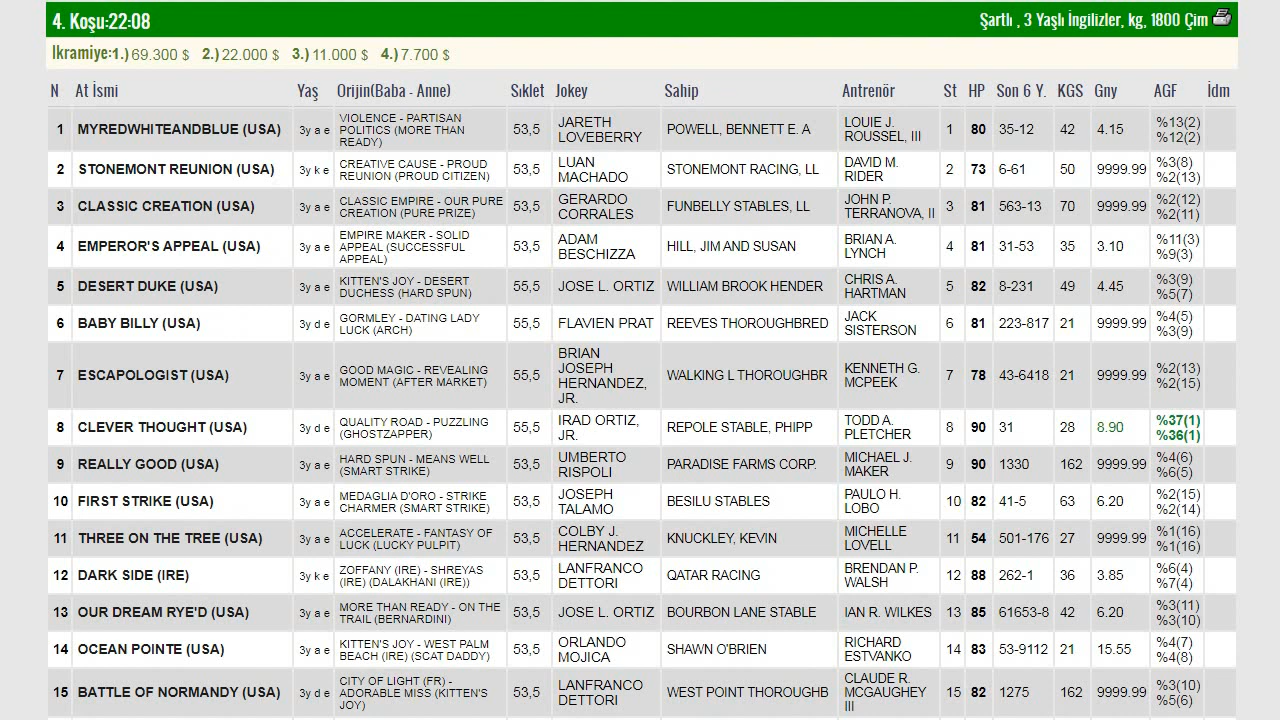 4. Koşu:22:08 Şartlı , 3 Yaşlı İngilizler, kg, 1800 Çim
Ikramiye:1.) 69.300 $ 2.) 22.000 $ 3.) 11.000 $ 4.) 7.700 $
N At İsmi Yaş Orijin(Baba - Anne) Sıklet Jokey Sahip Antrenör St HP Son 6 Y. KGS Gny AGF İdm
1 MYREDWHITEANDBLUE (USA) 3y a e VIOLENCE - PARTISAN POLITICS (MORE THAN READY) 53,5 JARETH LOVEBERRY POWELL, BENNETT E. A LOUIE J. ROUSSEL, III 1 80 35-12 42 4.15 %13(2) %12(2)
2 STONEMONT REUNION (USA) 3y k e CREATIVE CAUSE - PROUD REUNION (PROUD CITIZEN) 53,5 LUAN MACHADO STONEMONT RACING, LL DAVID M. RIDER 2 73 6-61 50 9999.99 %3(8) %2(13)
3 CLASSIC CREATION (USA) 3y a e CLASSIC EMPIRE - OUR PURE CREATION (PURE PRIZE) 53,5 GERARDO CORRALES FUNBELLY STABLES, LL JOHN P. TERRANOVA, II 3 81 563-13 70 9999.99 %2(12) %2(11)
4 EMPEROR'S APPEAL (USA) 3y a e EMPIRE MAKER - SOLID APPEAL (SUCCESSFUL APPEAL) 53,5 ADAM BESCHIZZA HILL, JIM AND SUSAN BRIAN A. LYNCH 4 81 31-53 35 3.10 %11(3) %9(3)
5 DESERT DUKE (USA) 3y a e KITTEN'S JOY - DESERT DUCHESS (HARD SPUN) 55,5 JOSE L. ORTIZ WILLIAM BROOK HENDER CHRIS A. HARTMAN 5 82 8-231 49 4.45 %3(9) %5(7)
6 BABY BILLY (USA) 3y d e GORMLEY - DATING LADY LUCK (ARCH) 55,5 FLAVIEN PRAT REEVES THOROUGHBRED JACK SISTERSON 6 81 223-817 21 9999.99 %4(5) %3(9)
7 ESCAPOLOGIST (USA) 3y a e GOOD MAGIC - REVEALING MOMENT (AFTER MARKET) 55,5 BRIAN JOSEPH HERNANDEZ, JR. WALKING L THOROUGHBR KENNETH G. MCPEEK 7 78 43-6418 21 9999.99 %2(13) %2(15)
8 CLEVER THOUGHT (USA) 3y d e QUALITY ROAD - PUZZLING (GHOSTZAPPER) 55,5 IRAD ORTIZ, JR. REPOLE STABLE, PHIPP TODD A. PLETCHER 8 90 31 28 8.90 %37(1) %36(1)
9 REALLY GOOD (USA) 3y a e HARD SPUN - MEANS WELL (SMART STRIKE) 53,5 UMBERTO RISPOLI PARADISE FARMS CORP. MICHAEL J. MAKER 9 90 1330 162 9999.99 %4(6) %6(5)
10 FIRST STRIKE (USA) 3y a e MEDAGLIA D'ORO - STRIKE CHARMER (SMART STRIKE) 53,5 JOSEPH TALAMO BESILU STABLES PAULO H. LOBO 10 82 41-5 63 6.20 %2(15) %2(14)
11 THREE ON THE TREE (USA) 3y a e ACCELERATE - FANTASY OF LUCK (LUCKY PULPIT) 53,5 COLBY J. HERNANDEZ KNUCKLEY, KEVIN MICHELLE LOVELL 11 54 501-176 27 9999.99 %1(16) %1(16)
12 DARK SIDE (IRE) 3y k e ZOFFANY (IRE) - SHREYAS (IRE) (DALAKHANI (IRE)) 53,5 LANFRANCO DETTORI QATAR RACING BRENDAN P. WALSH 12 88 262-1 36 3.85 %6(4) %7(4)
13 OUR DREAM RYE'D (USA) 3y a e MORE THAN READY - ON THE TRAIL (BERNARDINI) 53,5 JOSE L. ORTIZ BOURBON LANE STABLE IAN R. WILKES 13 85 61653-8 42 6.20 %3(11) %3(10)
14 OCEAN POINTE (USA) 3y a e KITTEN'S JOY - WEST PALM BEACH (IRE) (SCAT DADDY) 53,5 ORLANDO MOJICA SHAWN O'BRIEN RICHARD ESTVANKO 14 83 53-9112 21 15.55 %4(7) %4(8)
15 BATTLE OF NORMANDY (USA) 3y d e CITY OF LIGHT (FR) - ADORABLE MISS (KITTEN'S JOY) 53,5 LANFRANCO DETTORI WEST POINT THOROUGHB CLAUDE R. MCGAUGHEY III 15 82 1275 162 9999.99 %3(10) %5(6)